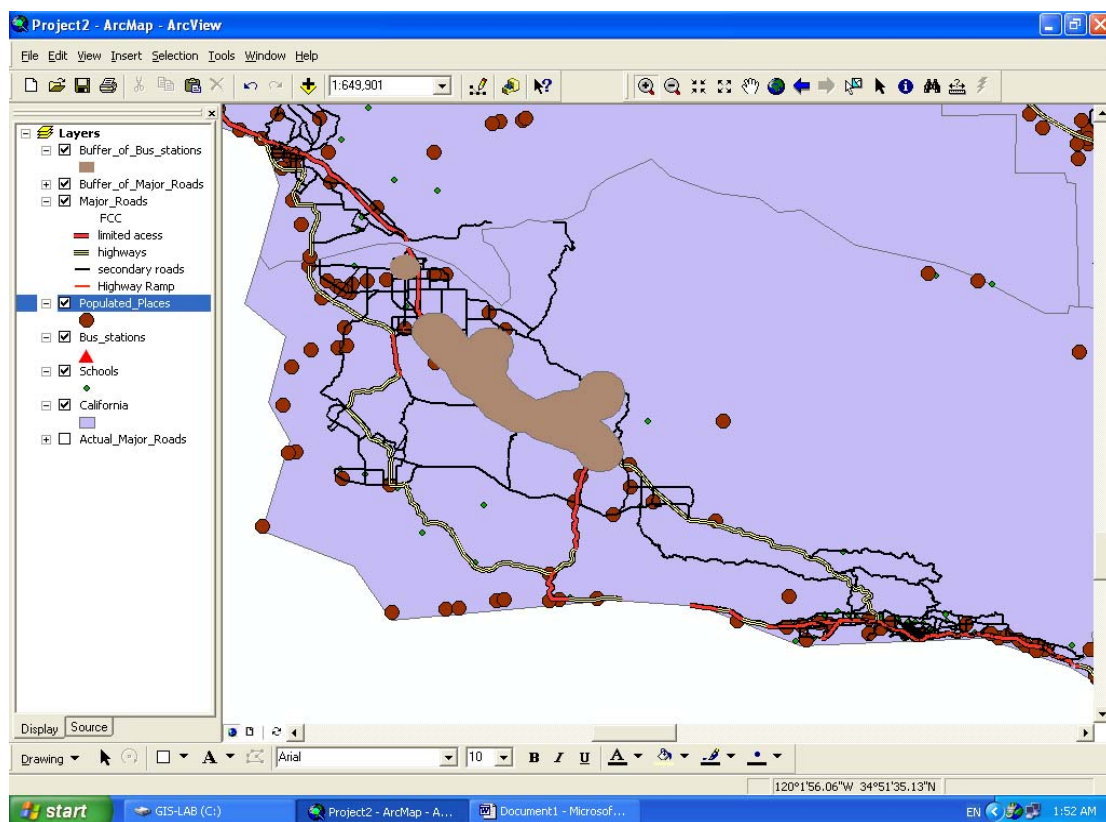 Project2 - ArcMap - ArcView
File Edit View Insert Selection Tools Window Help
1:649,901
Layers
Buffer_of_Bus_stations
Buffer_of_Major_Roads
Major_Roads
FCC
limited acess
highways
secondary roads
Highway Ramp
Populated_Places
Bus_stations
Schools
California
Actual_Major_Roads
Display Source
Drawing A Arial 10 B I U A
120°1'56.06"W 34°51'35.13"N
start GIS-LAB (C:) Project2 - ArcMap - A... Document1 - Microsof... EN 1:52 AM